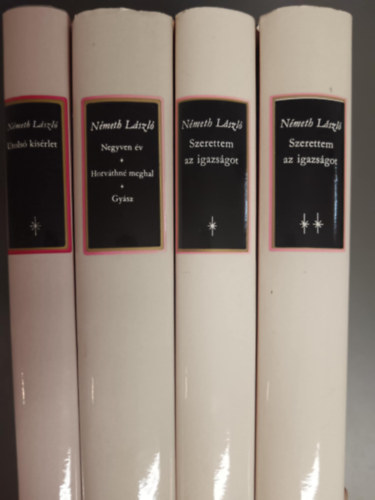 Németh László
Utolsó kísérlet
Németh László
Negyven év
Horváthné meghal
Gyász
Németh László
Szerettem
az igazságot
Németh László
Szerettem
az igazságot